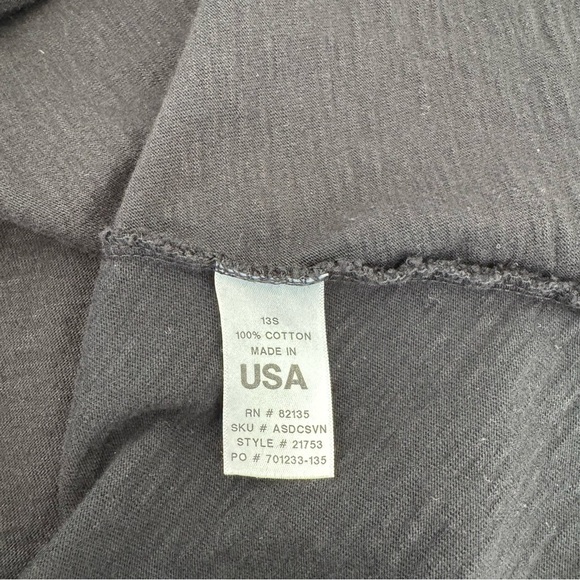 13S
100% COTTON
MADE IN
USA
RN # 82135
SKU # ASDCSVN
STYLE # 21753
PO # 701233-135